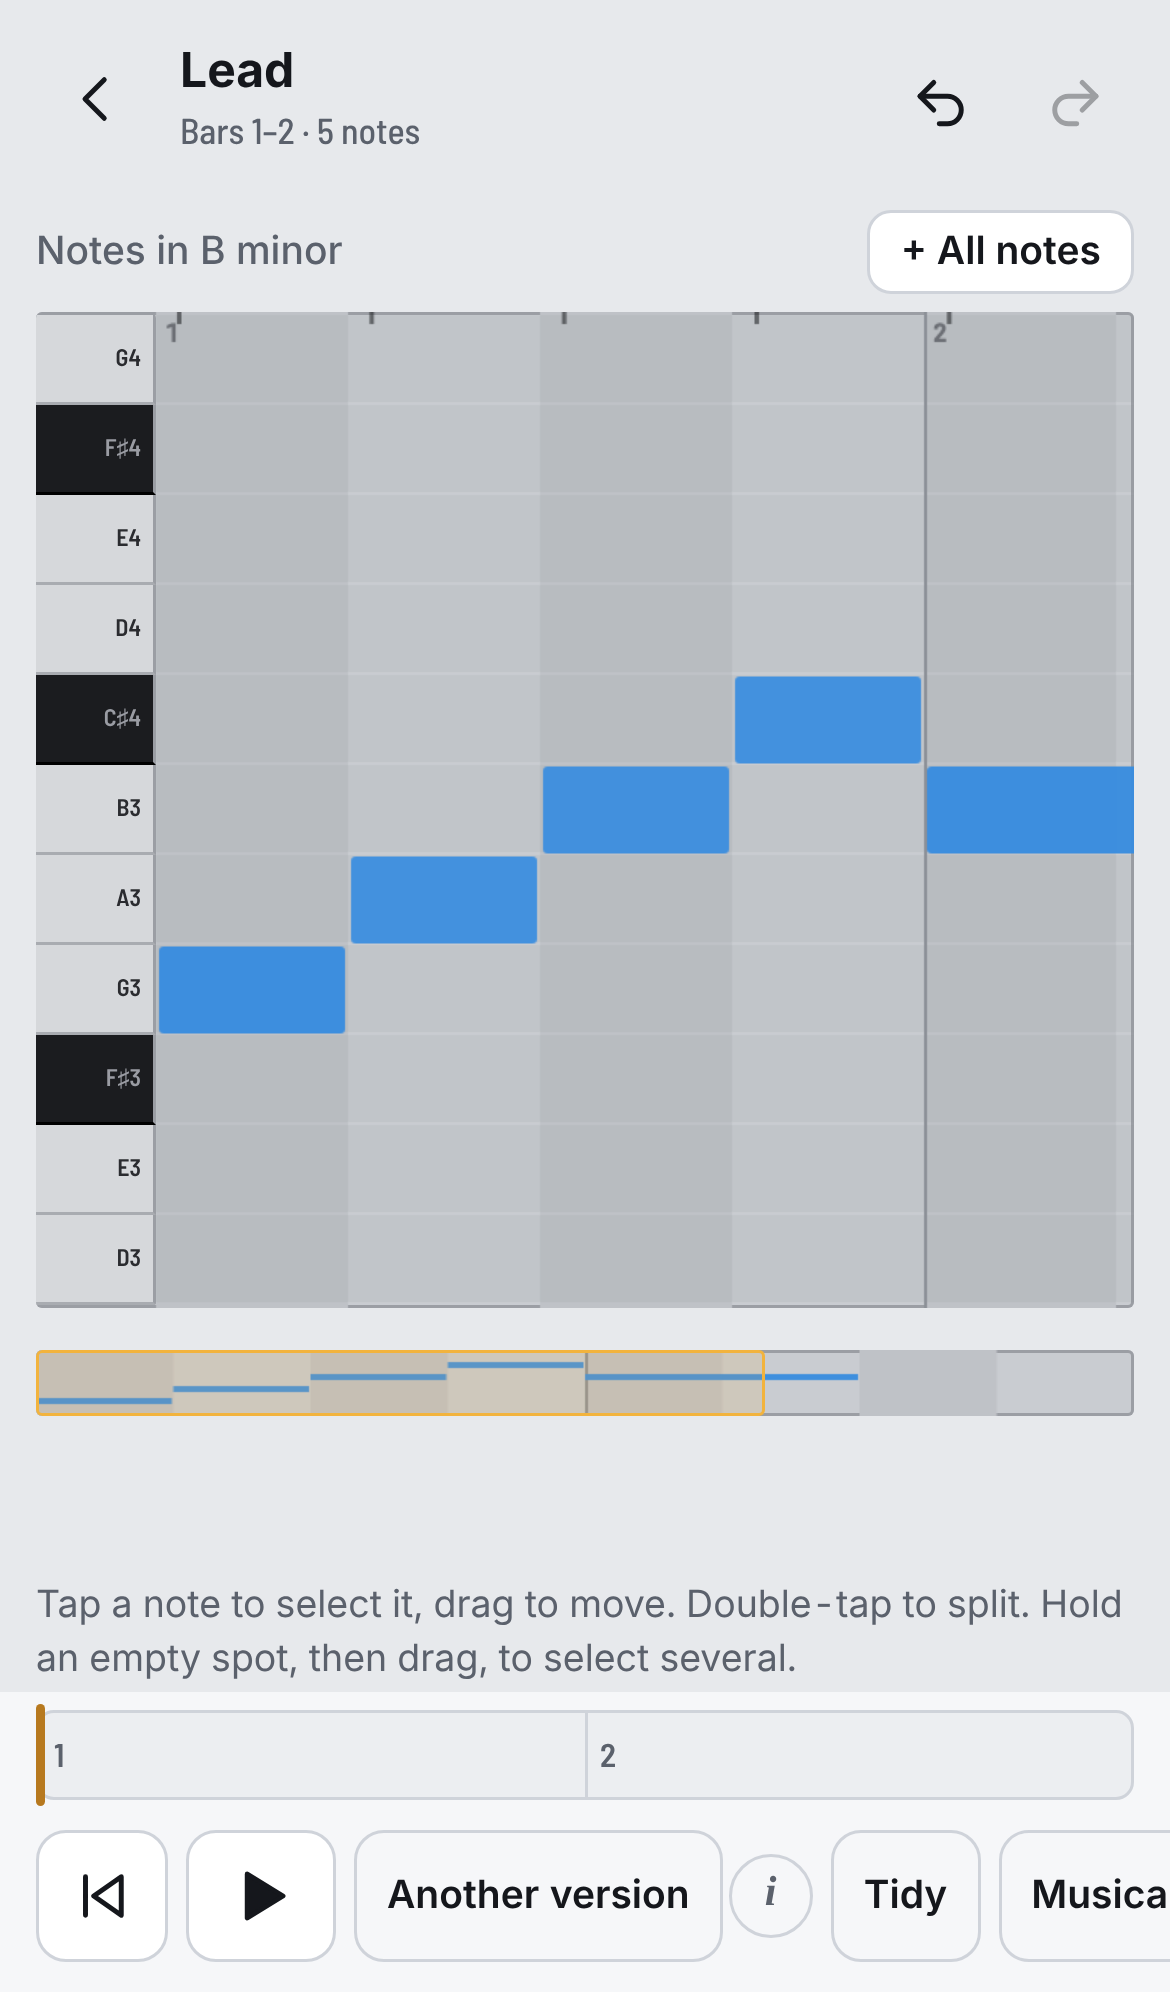 Lead
Bars 1–2 · 5 notes
Notes in B minor
+ All notes
1
2
G4
F♯4
E4
D4
C♯4
B3
A3
G3
F♯3
E3
D3
Tap a note to select it, drag to move. Double-tap to split. Hold
an empty spot, then drag, to select several.
1
2
Another version
i
Tidy
Musica